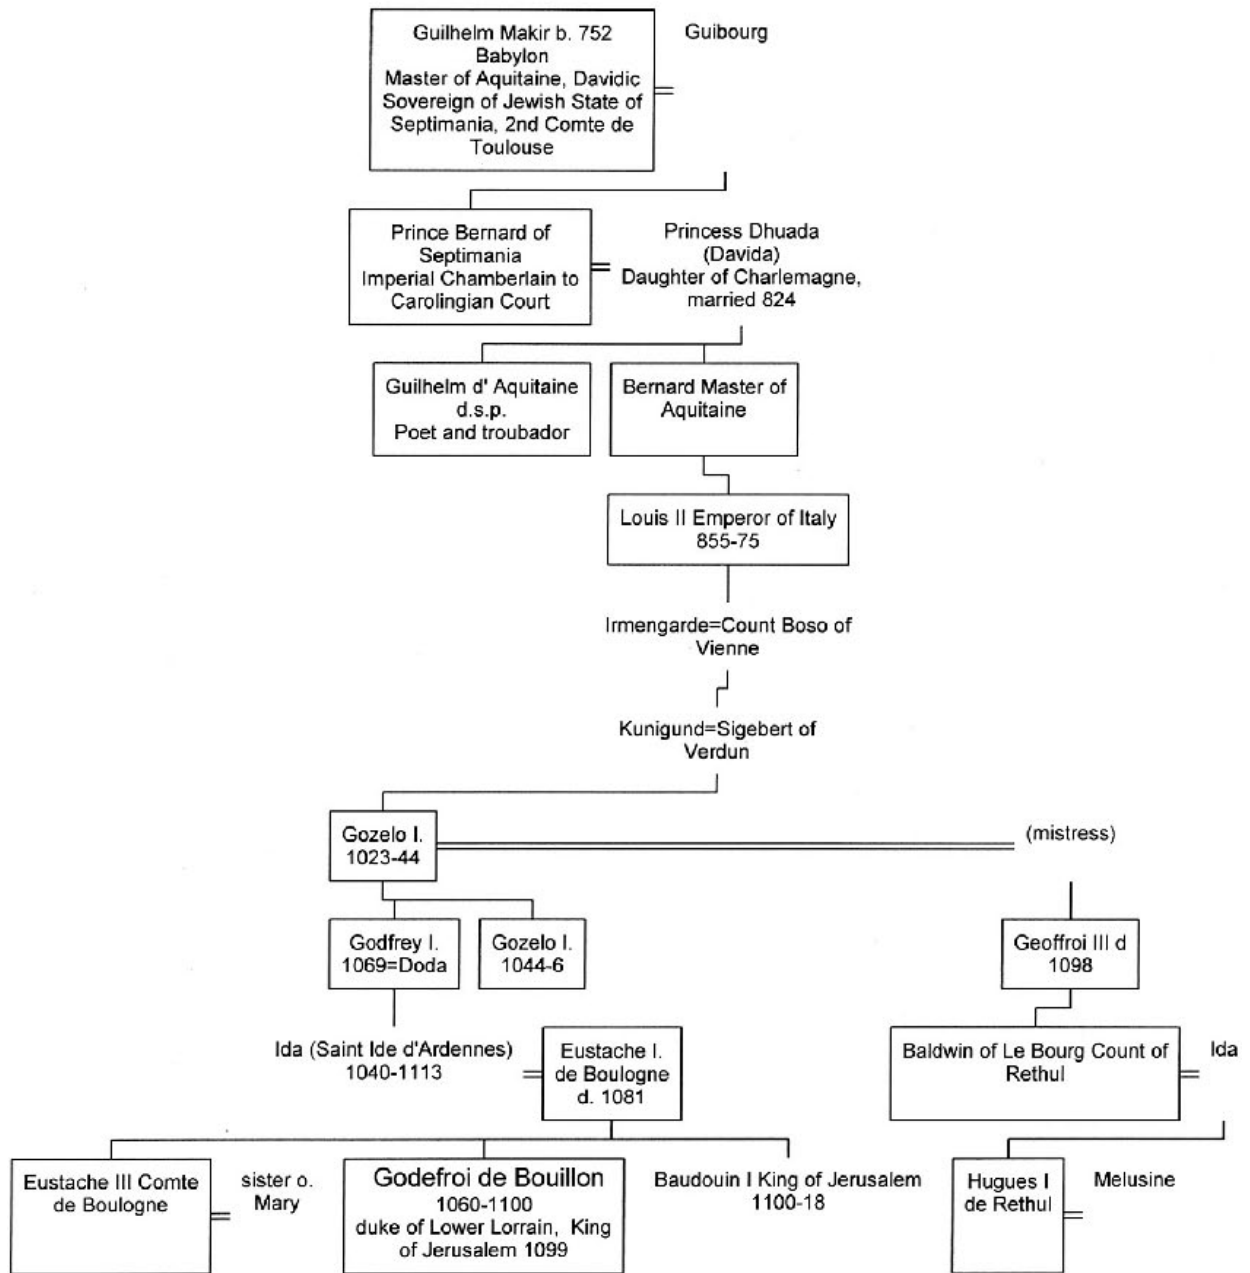 Guilhelm Makir b. 752
Babylon
Master of Aquitaine, Davidic
Sovereign of Jewish State of
Septimania, 2nd Comte de
Toulouse
Guibourg
Prince Bernard of
Septimania
Imperial Chamberlain to
Carolingian Court
Princess Dhuada
(Davida)
Daughter of Charlemagne,
married 824
Guilhelm d' Aquitaine
d.s.p.
Poet and troubador
Bernard Master of
Aquitaine
Louis II Emperor of Italy
855-75
Irmengarde=Count Boso of
Vienne
Kunigund=Sigebert of
Verdun
Gozelo I.
1023-44
(mistress)
Godfrey I.
1069=Doda
Gozelo I.
1044-6
Geoffroi III d
1098
Ida (Saint Ide d'Ardennes)
1040-1113
Eustache I.
de Boulogne
d. 1081
Baldwin of Le Bourg Count of
Rethul
Ida
Eustache III Comte
de Boulogne
sister o.
Mary
Godefroi de Bouillon
1060-1100
duke of Lower Lorrain, King
of Jerusalem 1099
Baudouin I King of Jerusalem
1100-18
Hugues I
de Rethul
Melusine